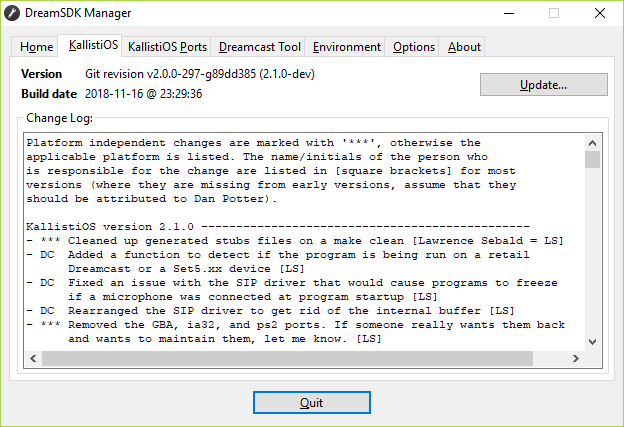 DreamSDK Manager
Home KallistiOS KallistiOS Ports Dreamcast Tool Environment Options About
Version Git revision v2.0.0-297-g89dd385 (2.1.0-dev)
Build date 2018-11-16 @ 23:29:36
Update...
Change Log:
Platform independent changes are marked with '***', otherwise the
applicable platform is listed. The name/initials of the person who
is responsible for the change are listed in [square brackets] for most
versions (where they are missing from early versions, assume that they
should be attributed to Dan Potter).
KallistiOS version 2.1.0 -----------------------------------------------
- *** Cleaned up generated stubs files on a make clean [Lawrence Sebald = LS]
- DC  Added a function to detect if the program is being run on a retail
Dreamcast or a Set5.xx device [LS]
- DC  Fixed an issue with the SIP driver that would cause programs to freeze
if a microphone was connected at program startup [LS]
- DC  Rearranged the SIP driver to get rid of the internal buffer [LS]
- *** Removed the GBA, ia32, and ps2 ports. If someone really wants them back
and wants to maintain them, let me know. [LS]
Quit